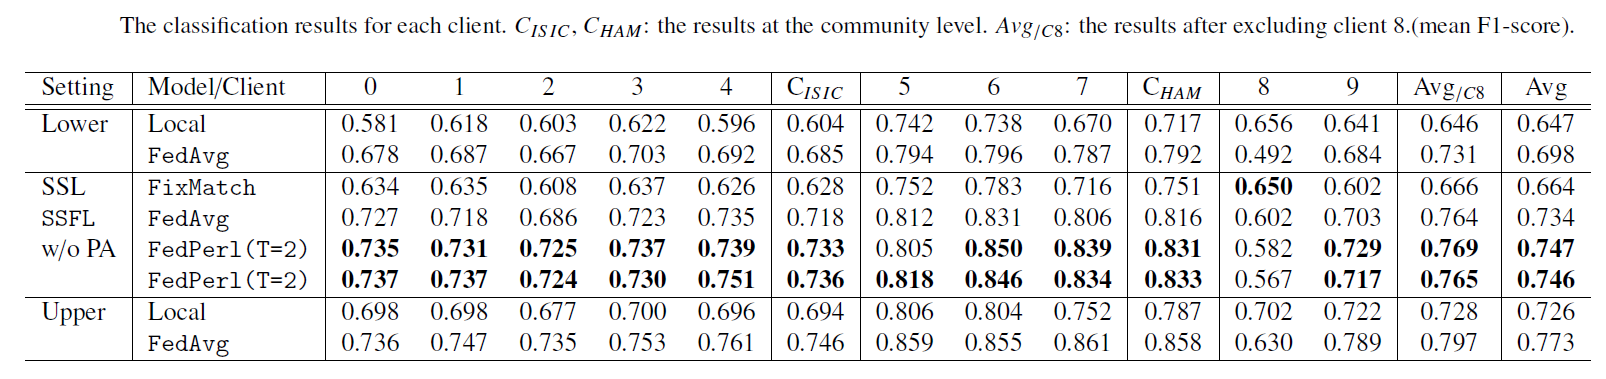 The classification results for each client. C_ISIC, C_HAM: the results at the community level. Avg/C8: the results after excluding client 8.(mean F1-score).
Setting Model/Client 0 1 2 3 4 C_ISIC 5 6 7 C_HAM 8 9 Avg/C8 Avg
Lower Local 0.581 0.618 0.603 0.622 0.596 0.604 0.742 0.738 0.670 0.717 0.656 0.641 0.646 0.647
FedAvg 0.678 0.687 0.667 0.703 0.692 0.685 0.794 0.796 0.787 0.792 0.492 0.684 0.731 0.698
SSL FixMatch 0.634 0.635 0.608 0.637 0.626 0.628 0.752 0.783 0.716 0.751 0.650 0.602 0.666 0.664
SSFL FedAvg 0.727 0.718 0.686 0.723 0.735 0.718 0.812 0.831 0.806 0.816 0.602 0.703 0.764 0.734
w/o PA FedPerl(T=2) 0.735 0.731 0.725 0.737 0.739 0.733 0.805 0.850 0.839 0.831 0.582 0.729 0.769 0.747
FedPerl(T=2) 0.737 0.737 0.724 0.730 0.751 0.736 0.818 0.846 0.834 0.833 0.567 0.717 0.765 0.746
Upper Local 0.698 0.698 0.677 0.700 0.696 0.694 0.806 0.804 0.752 0.787 0.702 0.722 0.728 0.726
FedAvg 0.736 0.747 0.735 0.753 0.761 0.746 0.859 0.855 0.861 0.858 0.630 0.789 0.797 0.773